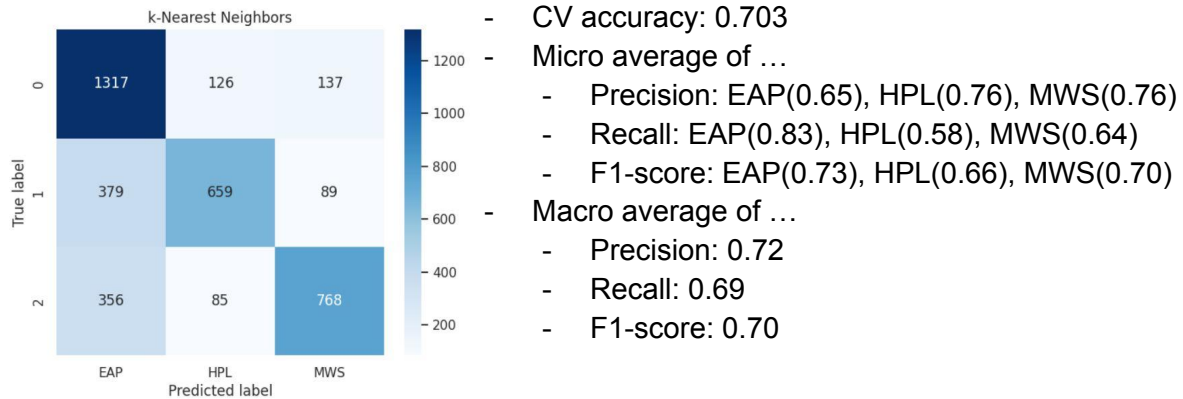 k-Nearest Neighbors
True label
0
1317
126
137
1
379
659
89
2
356
85
768
EAP
HPL
MWS
Predicted label
1200
1000
800
600
400
200
- CV accuracy: 0.703
- Micro average of …
- Precision: EAP(0.65), HPL(0.76), MWS(0.76)
- Recall: EAP(0.83), HPL(0.58), MWS(0.64)
- F1-score: EAP(0.73), HPL(0.66), MWS(0.70)
- Macro average of …
- Precision: 0.72
- Recall: 0.69
- F1-score: 0.70